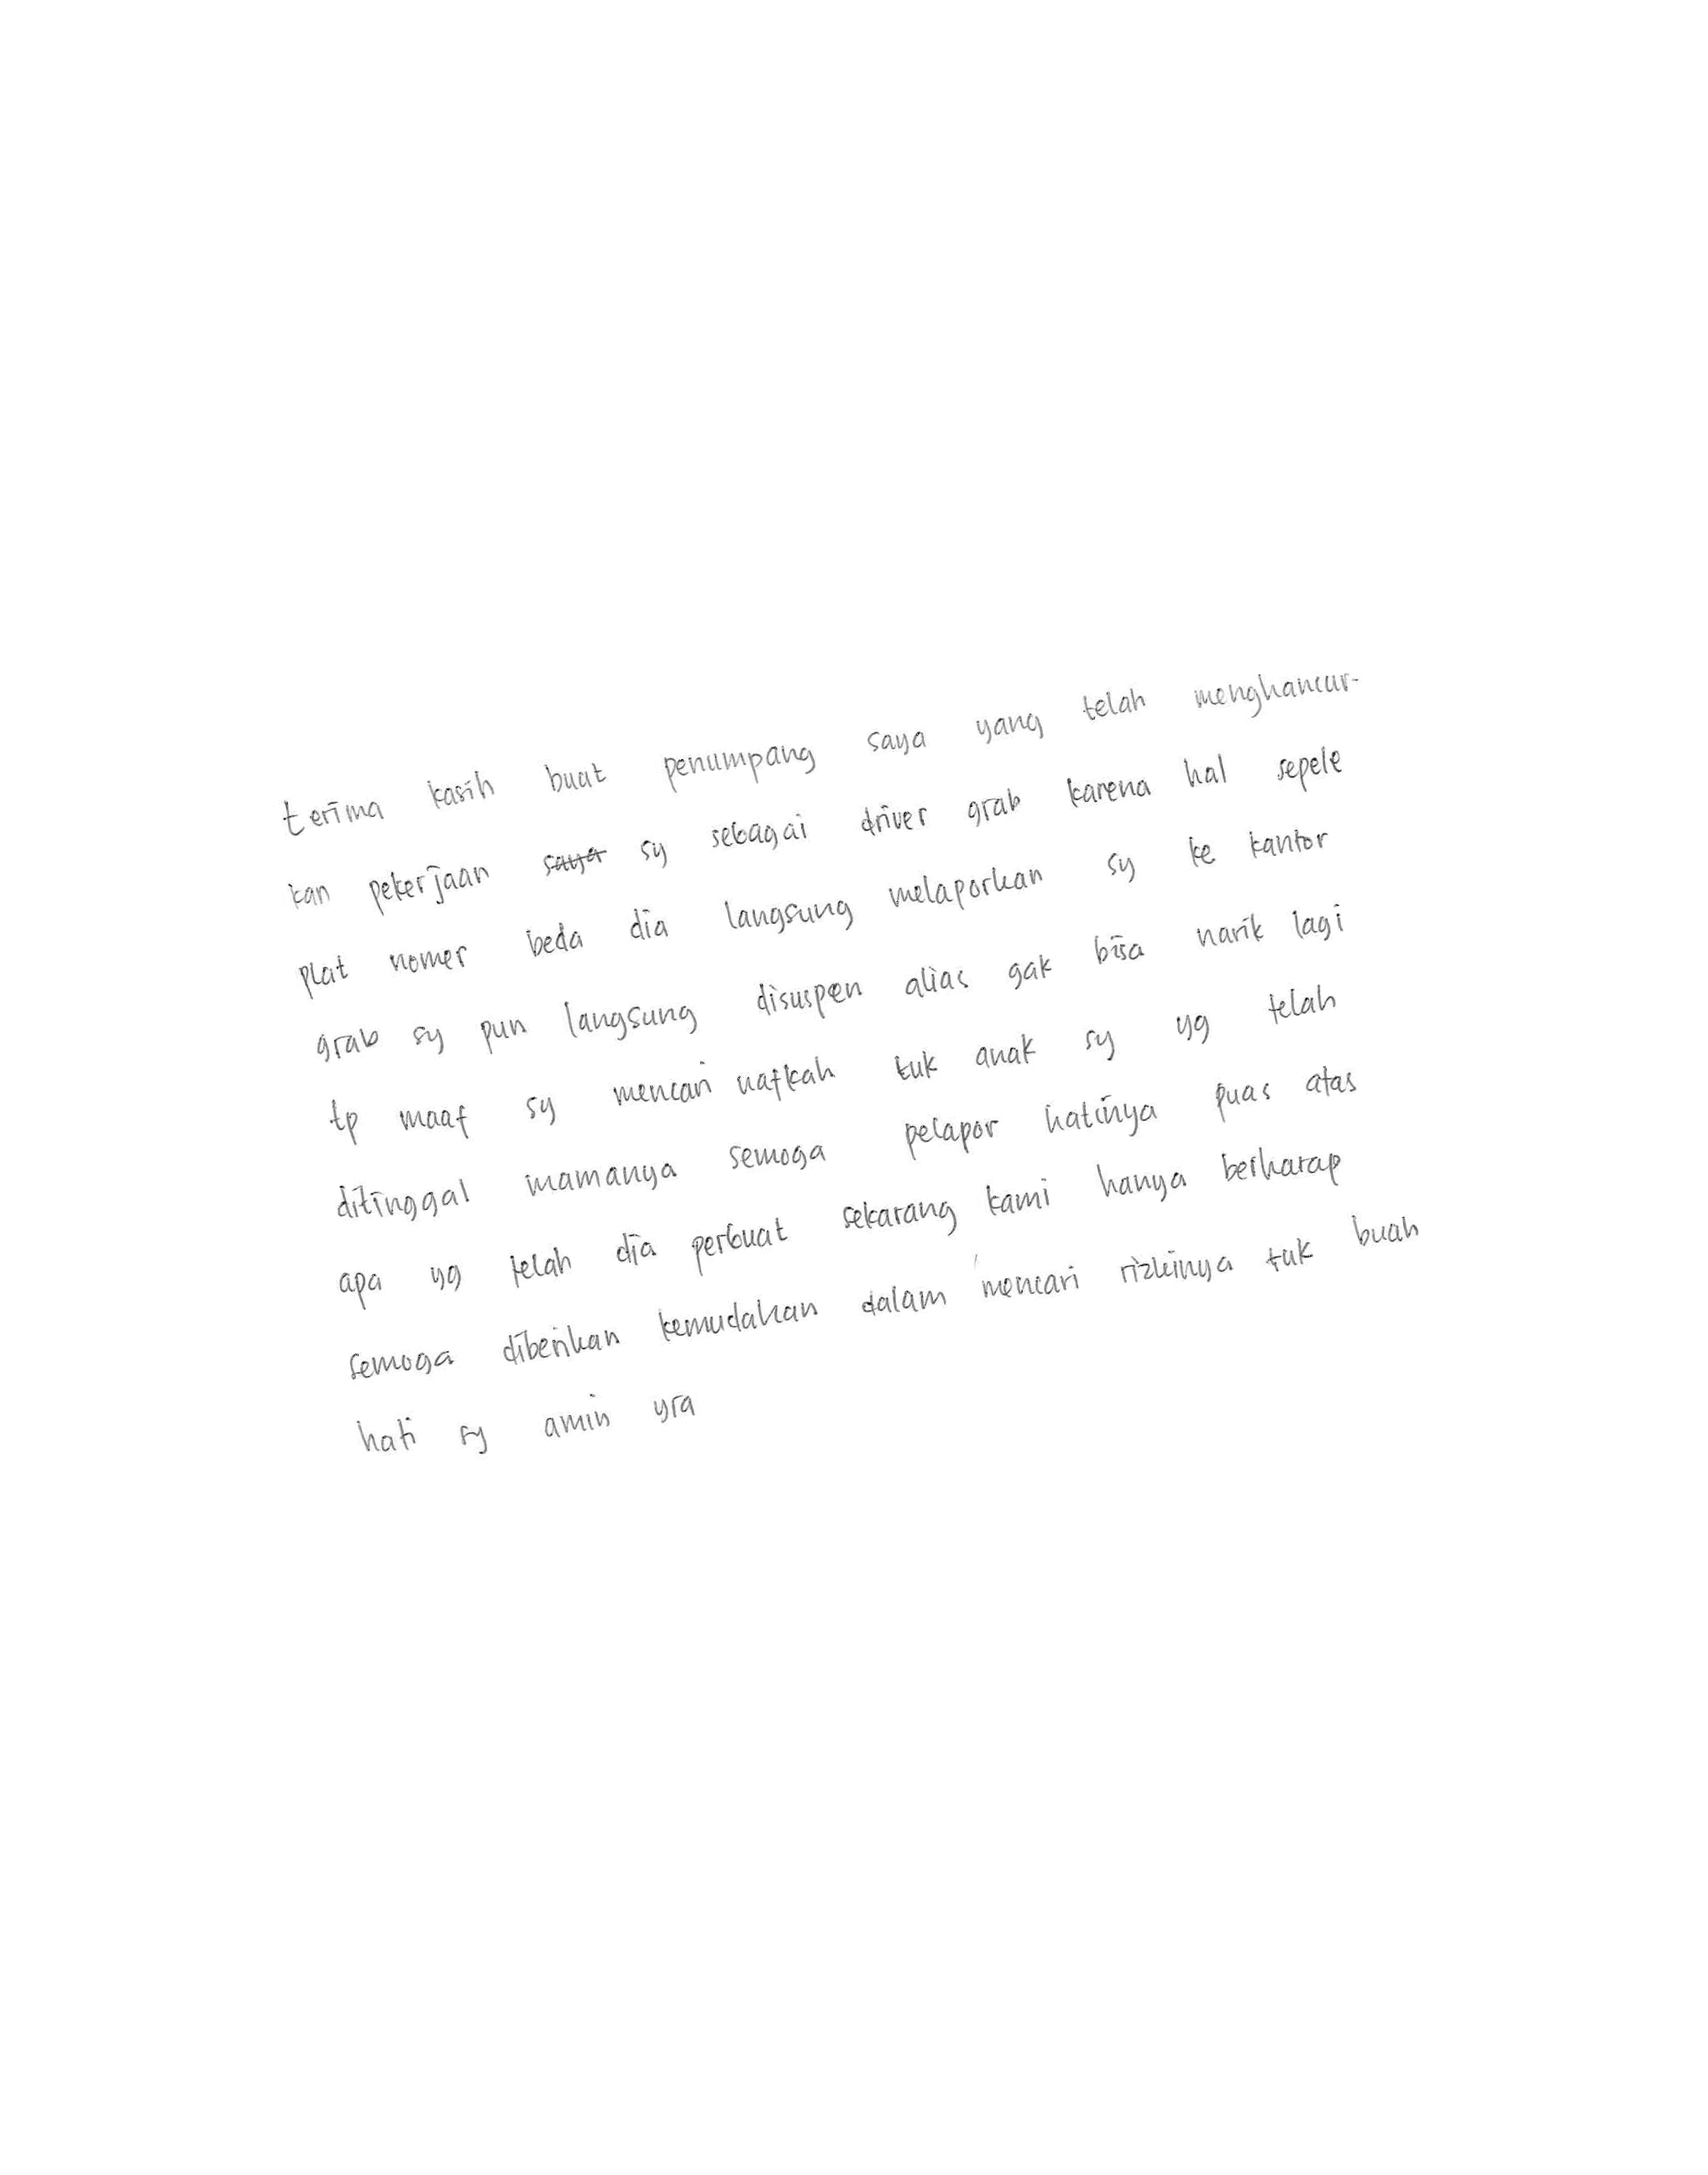 terima kasih buat penumpang saya yang telah menghancur-
kan pekerjaan saya sy sebagai driver grab karena hal sepele
plat nomer beda dia langsung melaporkan sy ke kantor
grab sy pun langsung disuspen alias gak bisa narik lagi
tp maaf sy mencari nafkah tuk anak sy yg telah
ditinggal mamanya semoga pelapor hatinya puas atas
apa yg telah dia perbuat sekarang kami hanya berharap
semoga diberikan kemudahan dalam mencari rizkinya tuk buah
hati sy amin yra